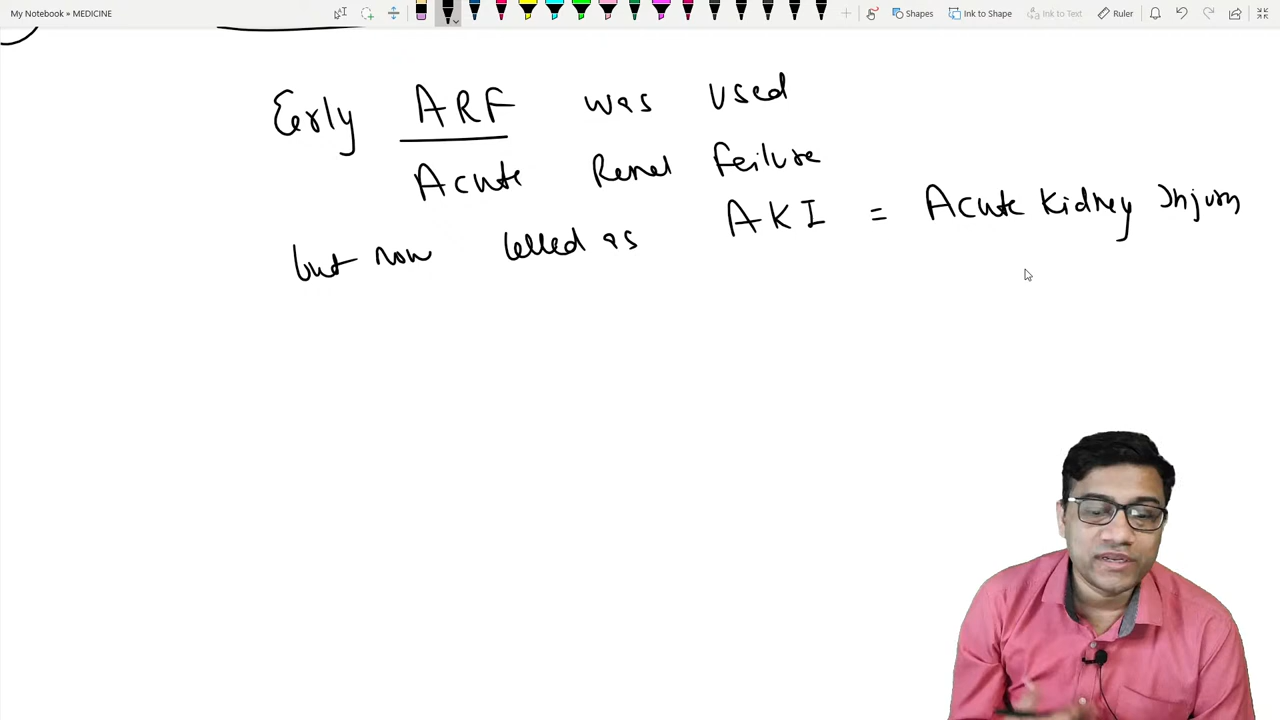 My Notebook » MEDICINE
Shapes Ink to Shape Ink to Text Ruler
Early ARF was used
Acute Renal Failure
but now called as AKI = Acute Kidney Injury